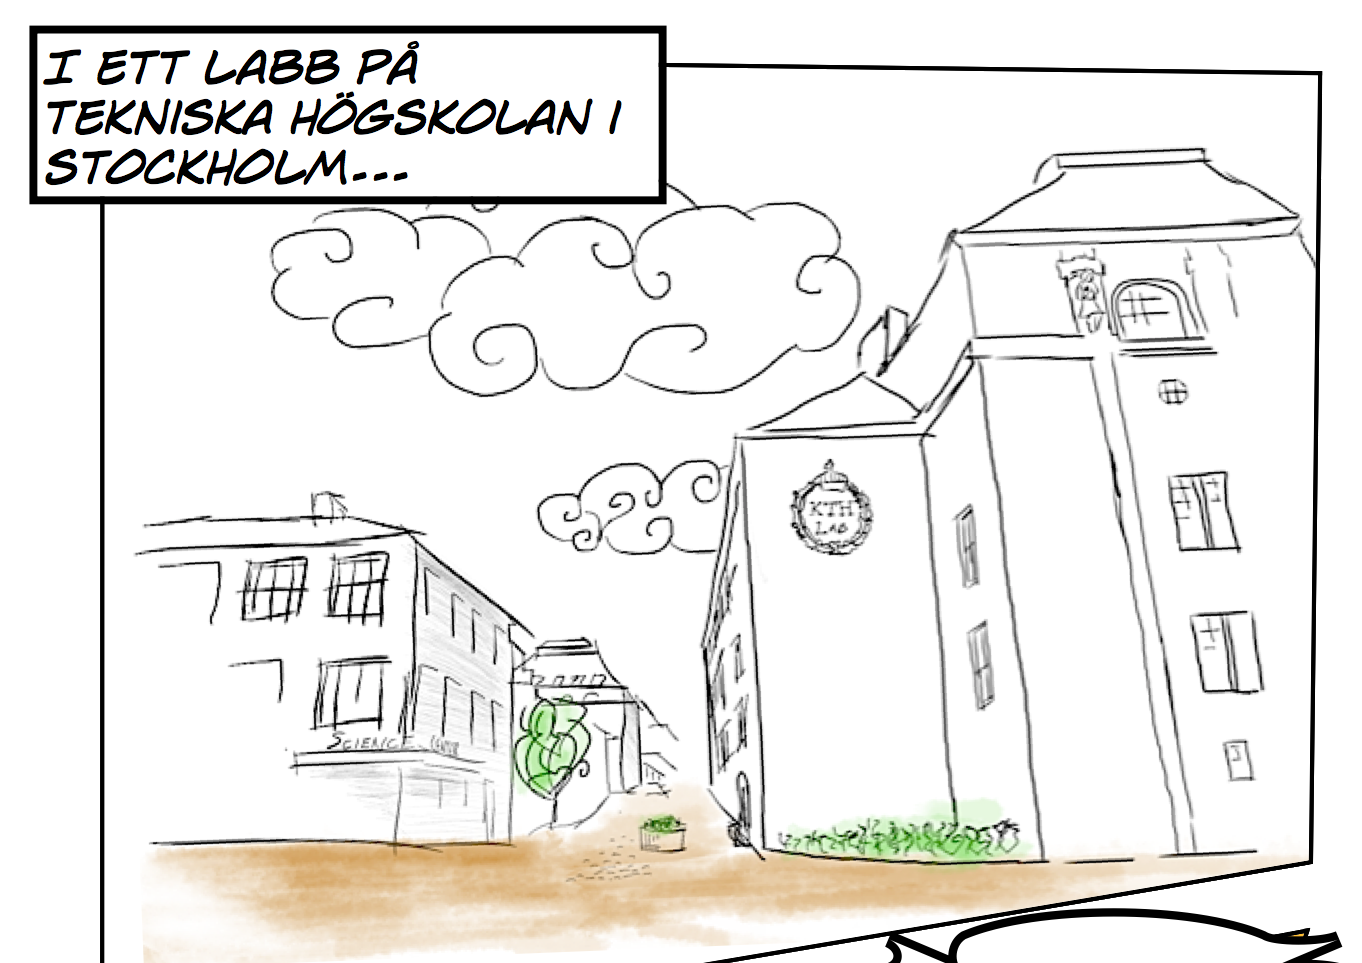 I ETT LABB PÅ
TEKNISKA HÖGSKOLAN I
STOCKHOLM...
KTH
LAB
SCIENCE